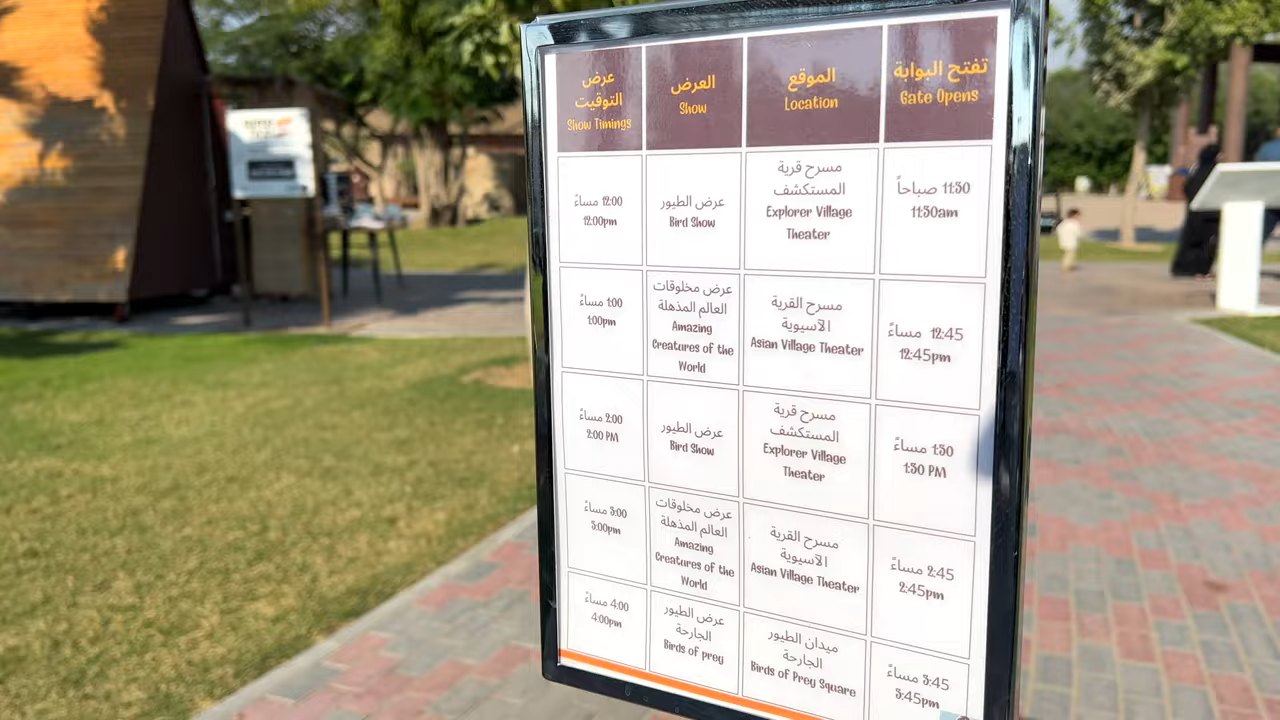 عرض
التوقيت
Show Timings
العرض
Show
الموقع
Location
تفتح البوابة
Gate Opens
12:00 مساءً
12:00pm
عرض الطيور
Bird Show
مسرح قرية
المستكشف
Explorer Village
Theater
11:30 صباحاً
11:30am
1:00 مساءً
1:00pm
عرض مخلوقات
العالم المذهلة
Amazing
Creatures of the
World
مسرح القرية
الآسيوية
Asian Village Theater
12:45 مساءً
12:45pm
2:00 مساءً
2:00 PM
عرض الطيور
Bird Show
مسرح قرية
المستكشف
Explorer Village
Theater
1:30 مساءً
1:30 PM
3:00 مساءً
3:00pm
عرض مخلوقات
العالم المذهلة
Amazing
Creatures of the
World
مسرح القرية
الآسيوية
Asian Village Theater
2:45 مساءً
2:45pm
4:00 مساءً
4:00pm
عرض الطيور
الجارحة
Birds of prey
ميدان الطيور
الجارحة
Birds of Prey Square
3:45 مساءً
3:45pm